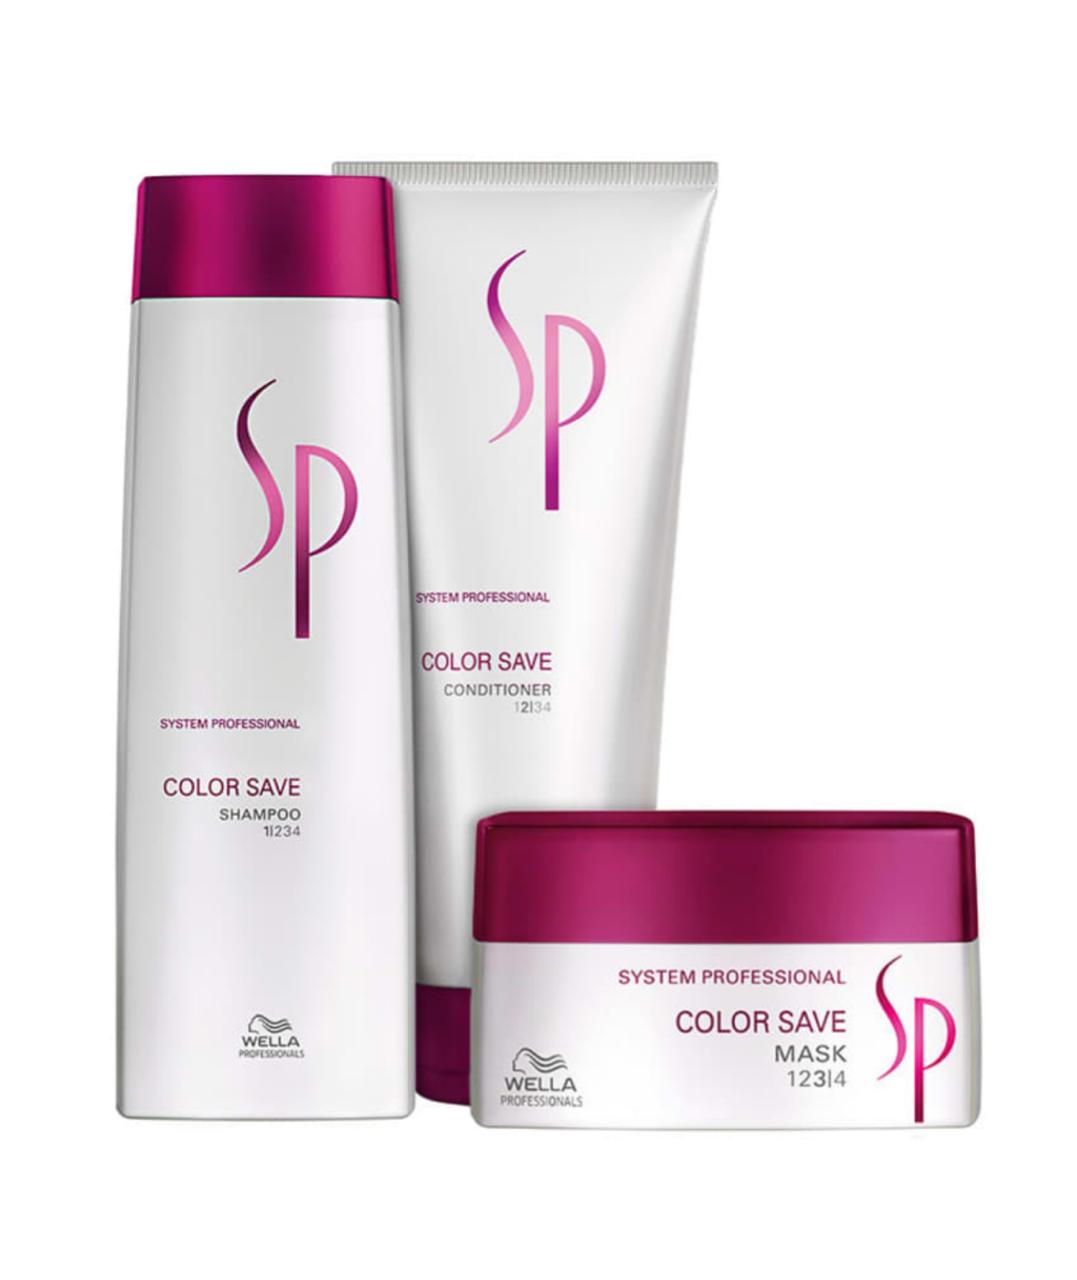 SP
SYSTEM PROFESSIONAL
COLOR SAVE
SHAMPOO
1|234
WELLA
PROFESSIONALS
SP
SYSTEM PROFESSIONAL
COLOR SAVE
CONDITIONER
12|34
SYSTEM PROFESSIONAL
COLOR SAVE
MASK
123|4
SP
WELLA
PROFESSIONALS